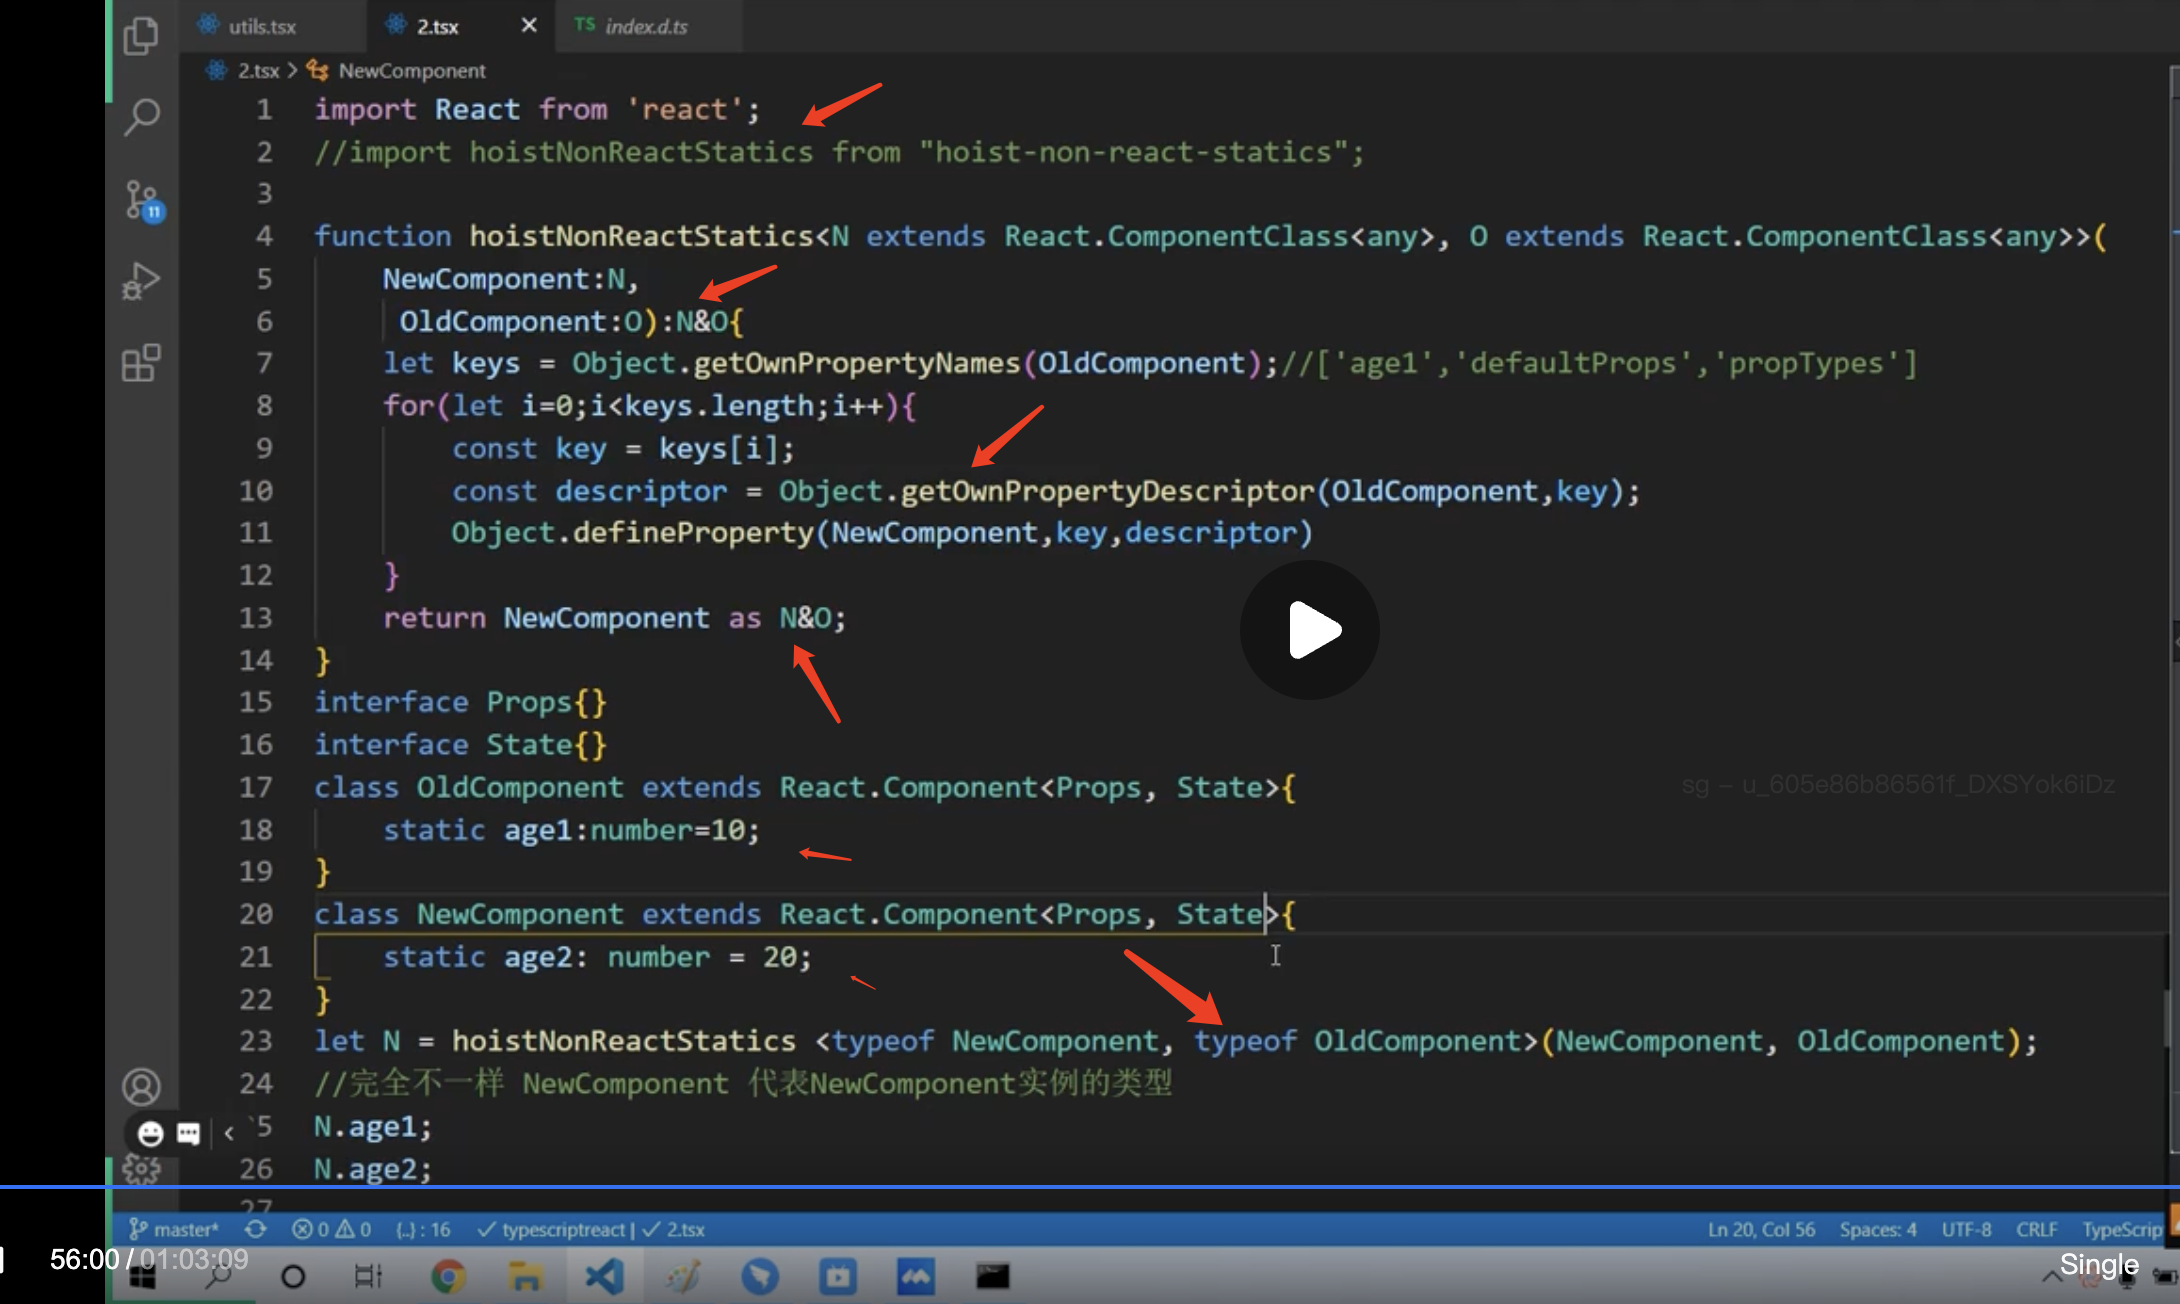 utils.tsx
2.tsx
TS index.d.ts
2.tsx > NewComponent
1 import React from 'react';
2 //import hoistNonReactStatics from "hoist-non-react-statics";
3
4 function hoistNonReactStatics<N extends React.ComponentClass<any>, O extends React.ComponentClass<any>>(
5 NewComponent:N,
6 OldComponent:O):N&O{
7 let keys = Object.getOwnPropertyNames(OldComponent);//['age1','defaultProps','propTypes']
8 for(let i=0;i<keys.length;i++){
9 const key = keys[i];
10 const descriptor = Object.getOwnPropertyDescriptor(OldComponent,key);
11 Object.defineProperty(NewComponent,key,descriptor)
12 }
13 return NewComponent as N&O;
14 }
15 interface Props{}
16 interface State{}
17 class OldComponent extends React.Component<Props, State>{
sg – u_605e86b86561f_DXSYok6iDz
18 static age1:number=10;
19 }
20 class NewComponent extends React.Component<Props, State>{
21 static age2: number = 20;
22 }
23 let N = hoistNonReactStatics <typeof NewComponent, typeof OldComponent>(NewComponent, OldComponent);
24 //完全不一样 NewComponent 代表NewComponent实例的类型
5 N.age1;
26 N.age2;
27
11
master* 0 0 {..} : 16 typescriptreact | 2.tsx Ln 20, Col 56 Spaces: 4 UTF-8 CRLF TypeScrip
56:00 / 01:03:09 Single